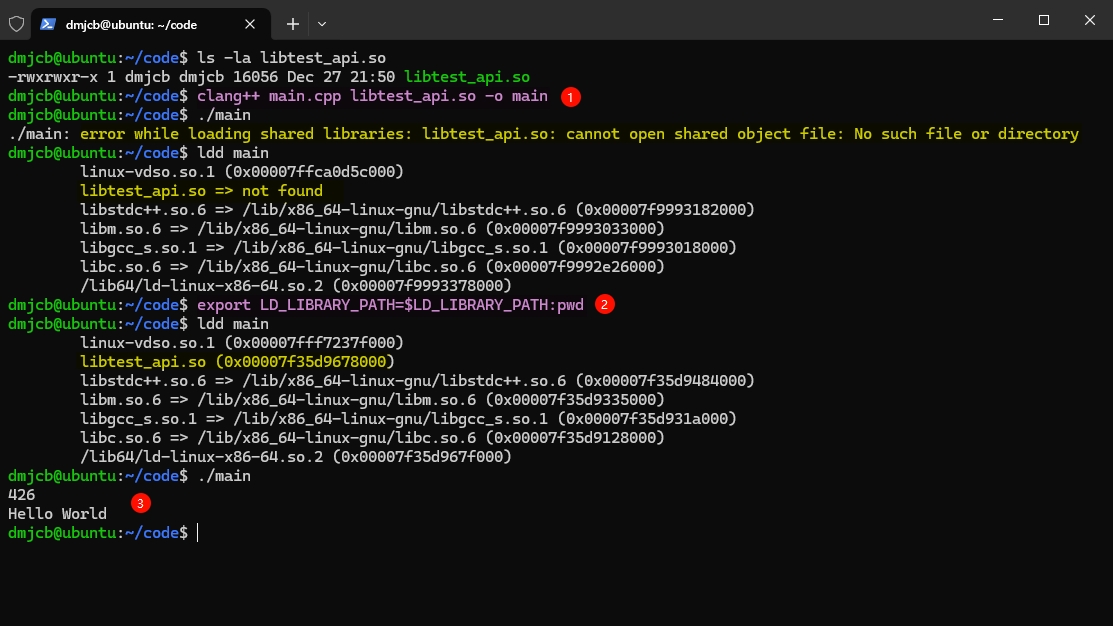 dmjcb@ubuntu: ~/code
dmjcb@ubuntu:~/code$ ls -la libtest_api.so
-rwxrwxr-x 1 dmjcb dmjcb 16056 Dec 27 21:50 libtest_api.so
dmjcb@ubuntu:~/code$ clang++ main.cpp libtest_api.so -o main 1
dmjcb@ubuntu:~/code$ ./main
./main: error while loading shared libraries: libtest_api.so: cannot open shared object file: No such file or directory
dmjcb@ubuntu:~/code$ ldd main
linux-vdso.so.1 (0x00007ffca0d5c000)
libtest_api.so => not found
libstdc++.so.6 => /lib/x86_64-linux-gnu/libstdc++.so.6 (0x00007f9993182000)
libm.so.6 => /lib/x86_64-linux-gnu/libm.so.6 (0x00007f9993033000)
libgcc_s.so.1 => /lib/x86_64-linux-gnu/libgcc_s.so.1 (0x00007f9993018000)
libc.so.6 => /lib/x86_64-linux-gnu/libc.so.6 (0x00007f9992e26000)
/lib64/ld-linux-x86-64.so.2 (0x00007f9993378000)
dmjcb@ubuntu:~/code$ export LD_LIBRARY_PATH=$LD_LIBRARY_PATH:pwd 2
dmjcb@ubuntu:~/code$ ldd main
linux-vdso.so.1 (0x00007fff7237f000)
libtest_api.so (0x00007f35d9678000)
libstdc++.so.6 => /lib/x86_64-linux-gnu/libstdc++.so.6 (0x00007f35d9484000)
libm.so.6 => /lib/x86_64-linux-gnu/libm.so.6 (0x00007f35d9335000)
libgcc_s.so.1 => /lib/x86_64-linux-gnu/libgcc_s.so.1 (0x00007f35d931a000)
libc.so.6 => /lib/x86_64-linux-gnu/libc.so.6 (0x00007f35d9128000)
/lib64/ld-linux-x86-64.so.2 (0x00007f35d967f000)
dmjcb@ubuntu:~/code$ ./main
426
Hello World 3
dmjcb@ubuntu:~/code$